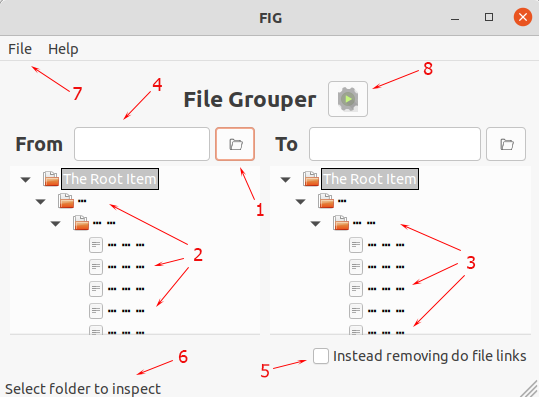 FIG
File Help
7
4
8
File Grouper
From
To
The Root Item
The Root Item
...
...
1
... ...
... ...
2
3
... ... ...
... ... ...
... ... ...
... ... ...
... ... ...
... ... ...
... ... ...
... ... ...
... ... ...
... ... ...
6
5
Instead removing do file links
Select folder to inspect